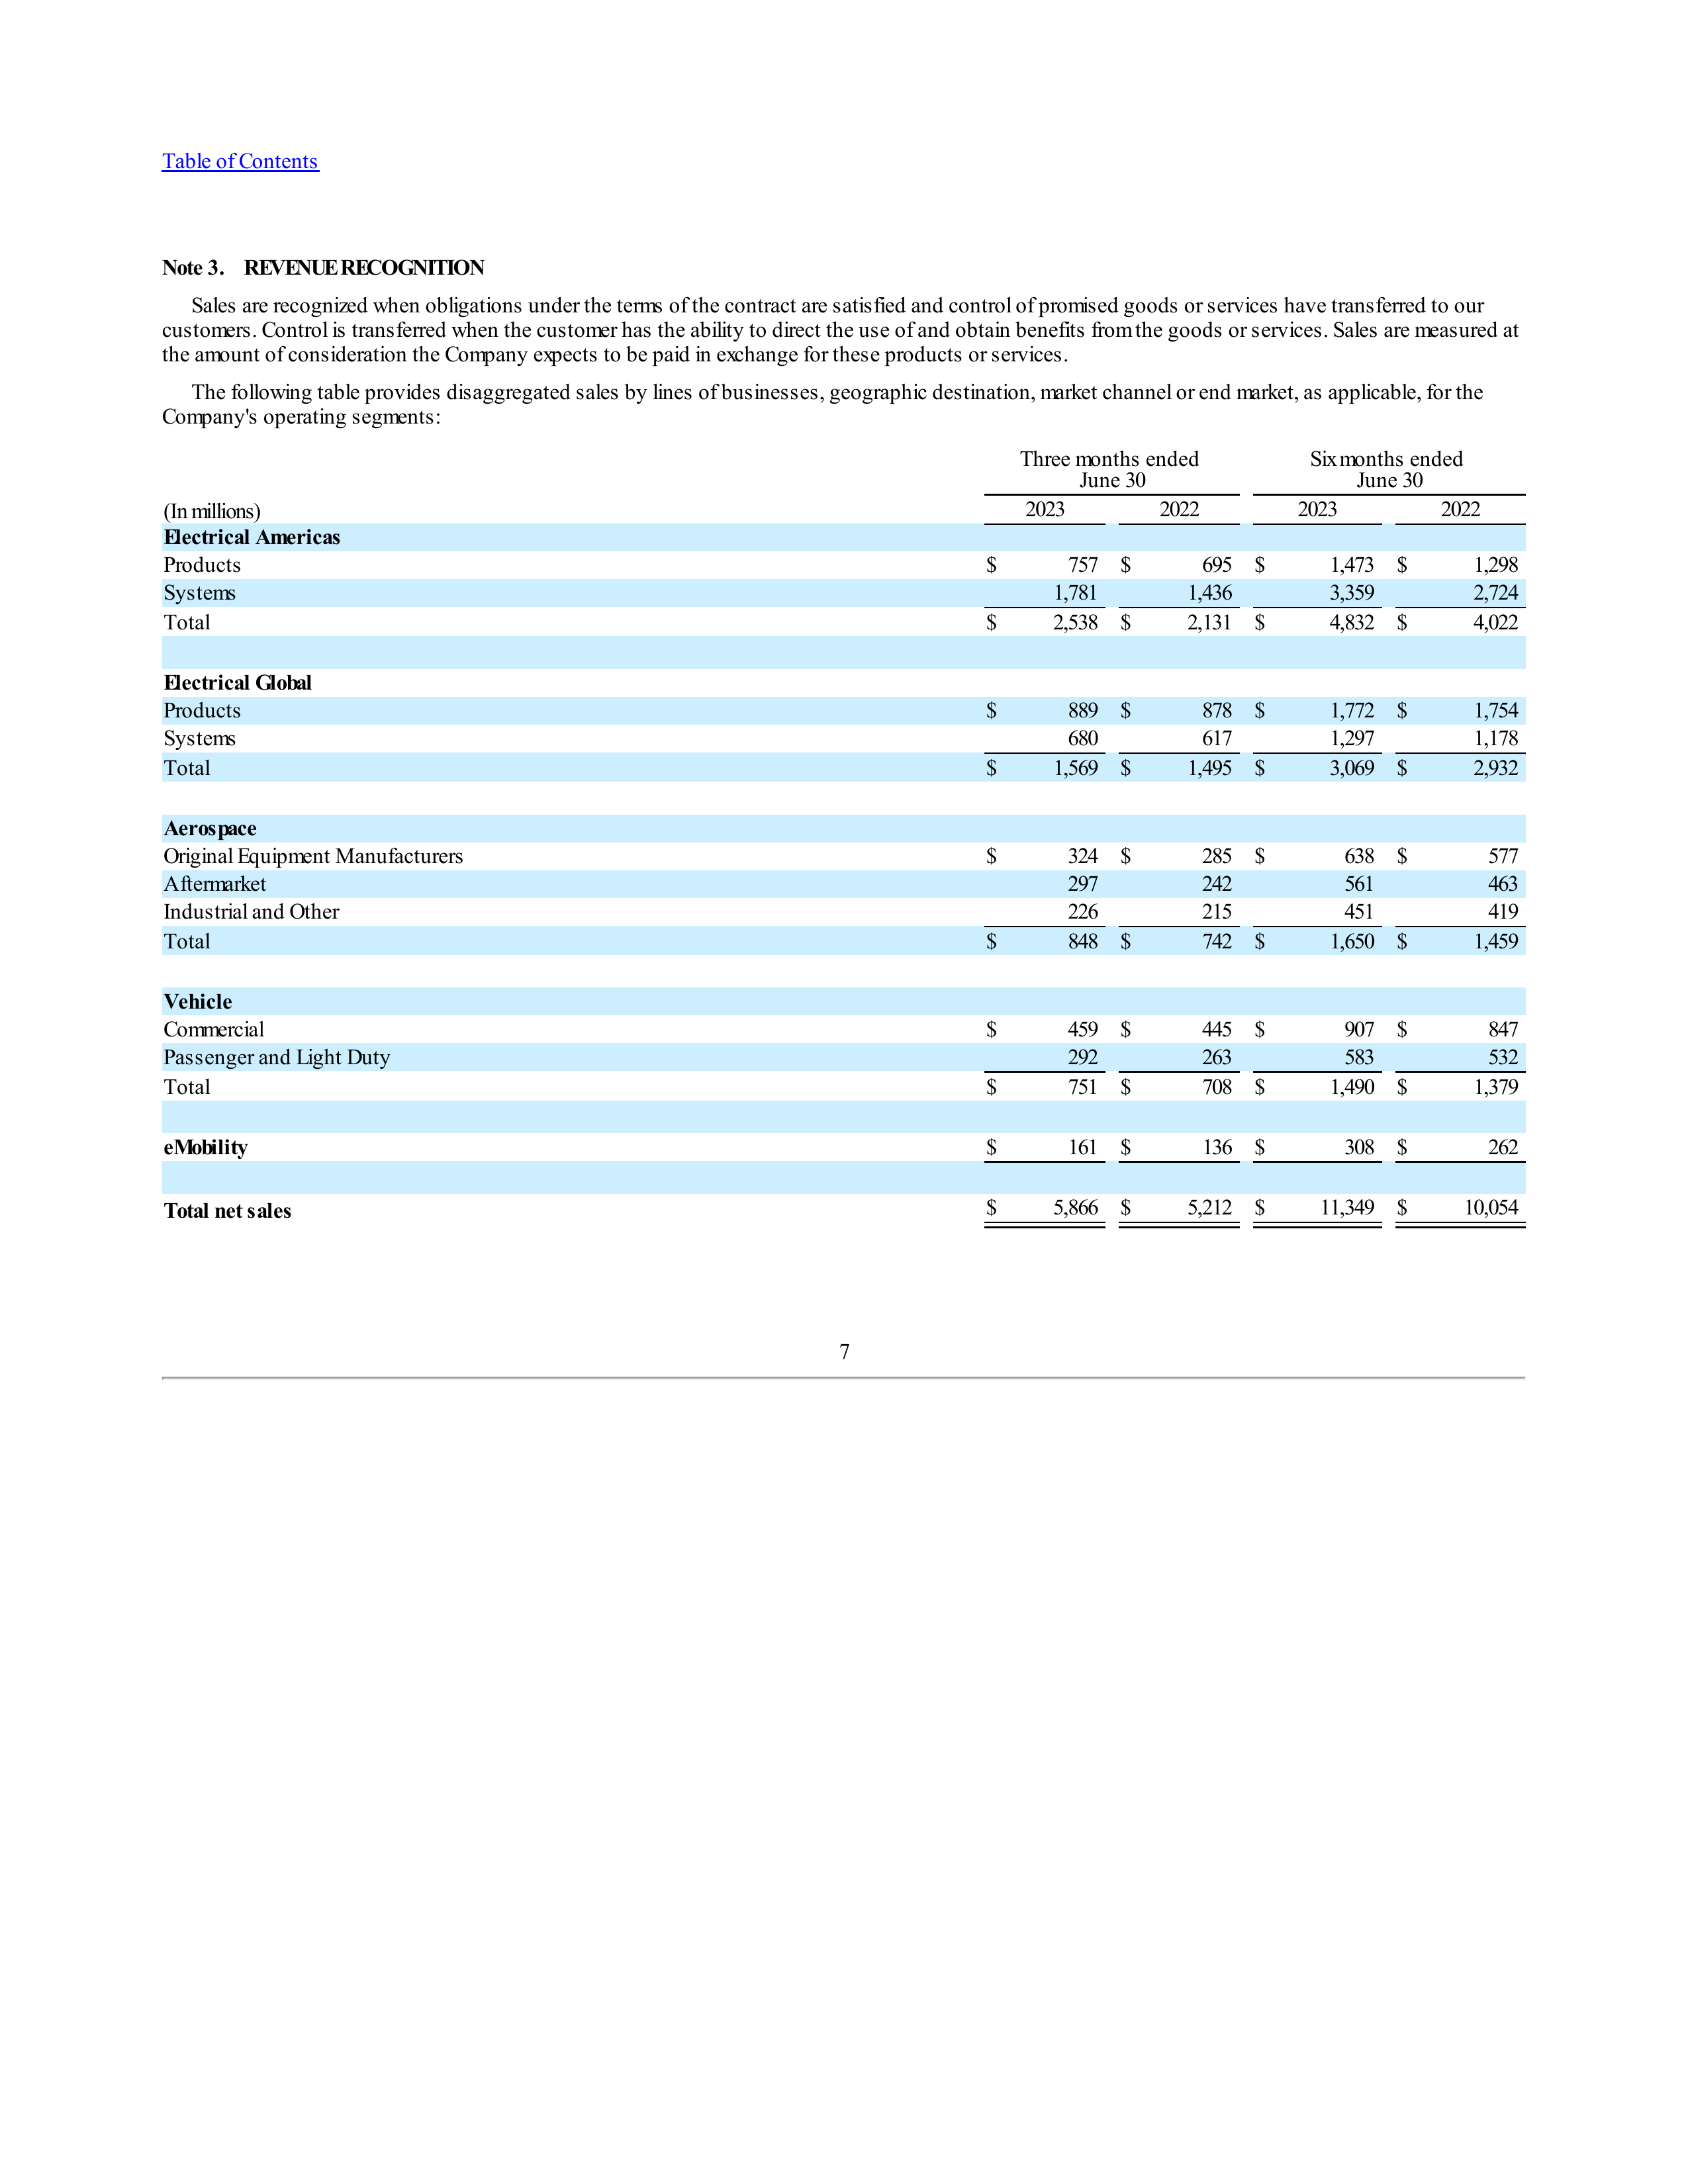 Table of Contents
Note 3. REVENUE RECOGNITION
Sales are recognized when obligations under the terms of the contract are satisfied and control of promised goods or services have transferred to our
customers. Control is transferred when the customer has the ability to direct the use of and obtain benefits from the goods or services. Sales are measured at
the amount of consideration the Company expects to be paid in exchange for these products or services.
The following table provides disaggregated sales by lines of businesses, geographic destination, market channel or end market, as applicable, for the
Company's operating segments:
Three months ended Six months ended
June 30 June 30
(In millions) 2023 2022 2023 2022
Electrical Americas
Products $ 757 $ 695 $ 1,473 $ 1,298
Systems 1,781 1,436 3,359 2,724
Total $ 2,538 $ 2,131 $ 4,832 $ 4,022
Electrical Global
Products $ 889 $ 878 $ 1,772 $ 1,754
Systems 680 617 1,297 1,178
Total $ 1,569 $ 1,495 $ 3,069 $ 2,932
Aerospace
Original Equipment Manufacturers $ 324 $ 285 $ 638 $ 577
Aftermarket 297 242 561 463
Industrial and Other 226 215 451 419
Total $ 848 $ 742 $ 1,650 $ 1,459
Vehicle
Commercial $ 459 $ 445 $ 907 $ 847
Passenger and Light Duty 292 263 583 532
Total $ 751 $ 708 $ 1,490 $ 1,379
eMobility $ 161 $ 136 $ 308 $ 262
Total net sales $ 5,866 $ 5,212 $ 11,349 $ 10,054
7